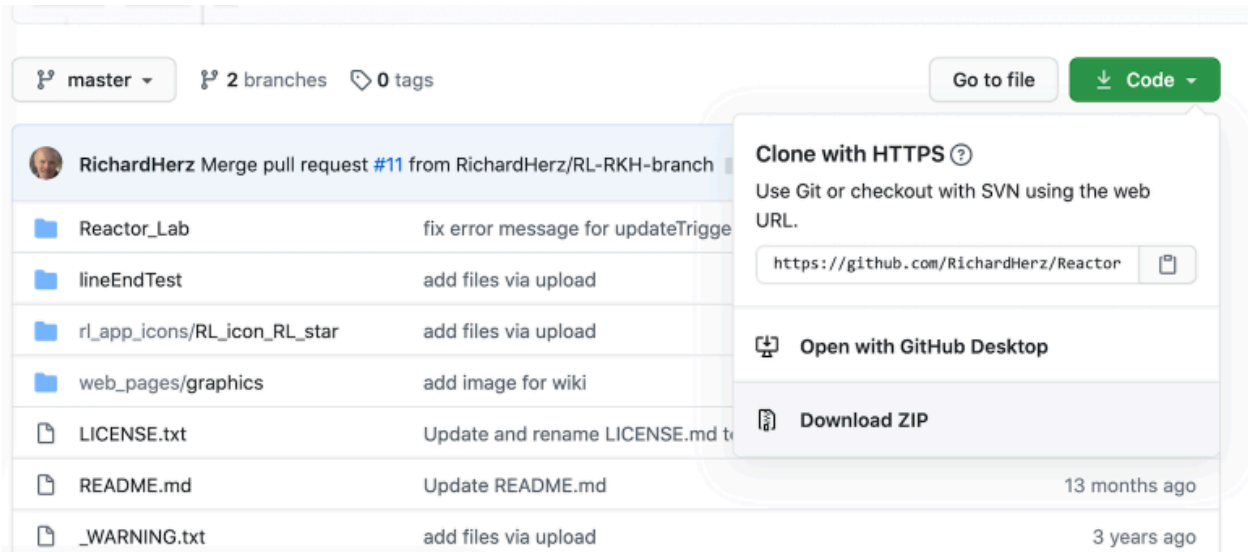 master 2 branches 0 tags Go to file Code
RichardHerz Merge pull request #11 from RichardHerz/RL-RKH-branch
Reactor_Lab fix error message for updateTrigge
lineEndTest add files via upload
rl_app_icons/RL_icon_RL_star add files via upload
web_pages/graphics add image for wiki
LICENSE.txt Update and rename LICENSE.md t
README.md Update README.md 13 months ago
_WARNING.txt add files via upload 3 years ago
Clone with HTTPS ?
Use Git or checkout with SVN using the web
URL.
https://github.com/RichardHerz/Reactor
Open with GitHub Desktop
Download ZIP